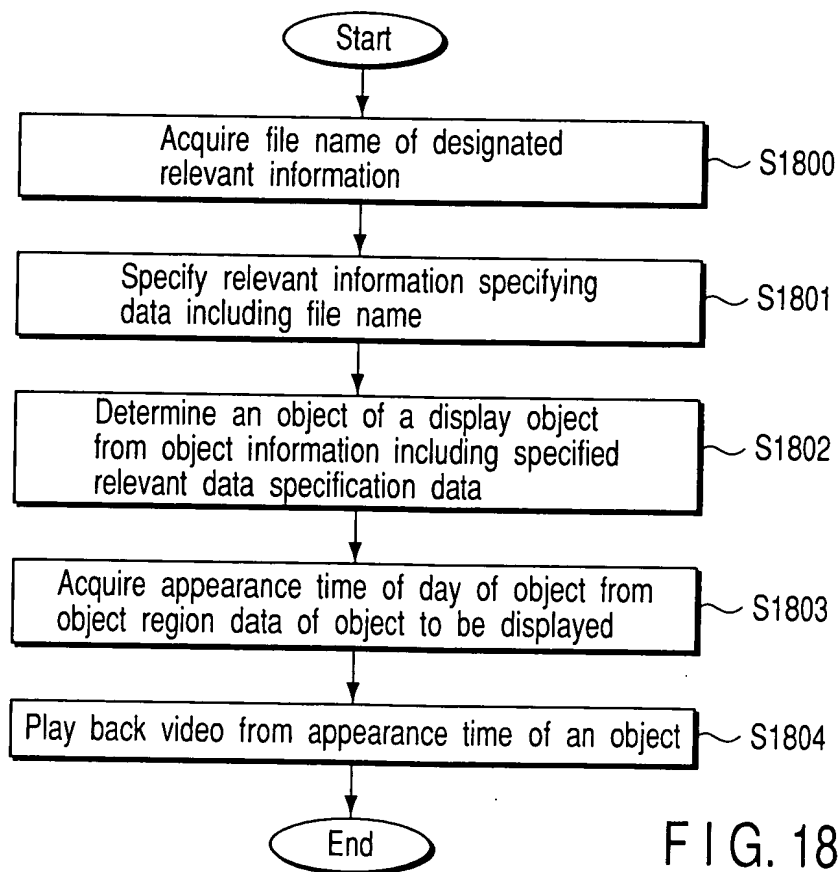 Start
Acquire file name of designated
relevant information
S1800
Specify relevant information specifying
data including file name
S1801
Determine an object of a display object
from object information including specified
relevant data specification data
S1802
Acquire appearance time of day of object from
object region data of object to be displayed
S1803
Play back video from appearance time of an object
S1804
End
FIG. 18